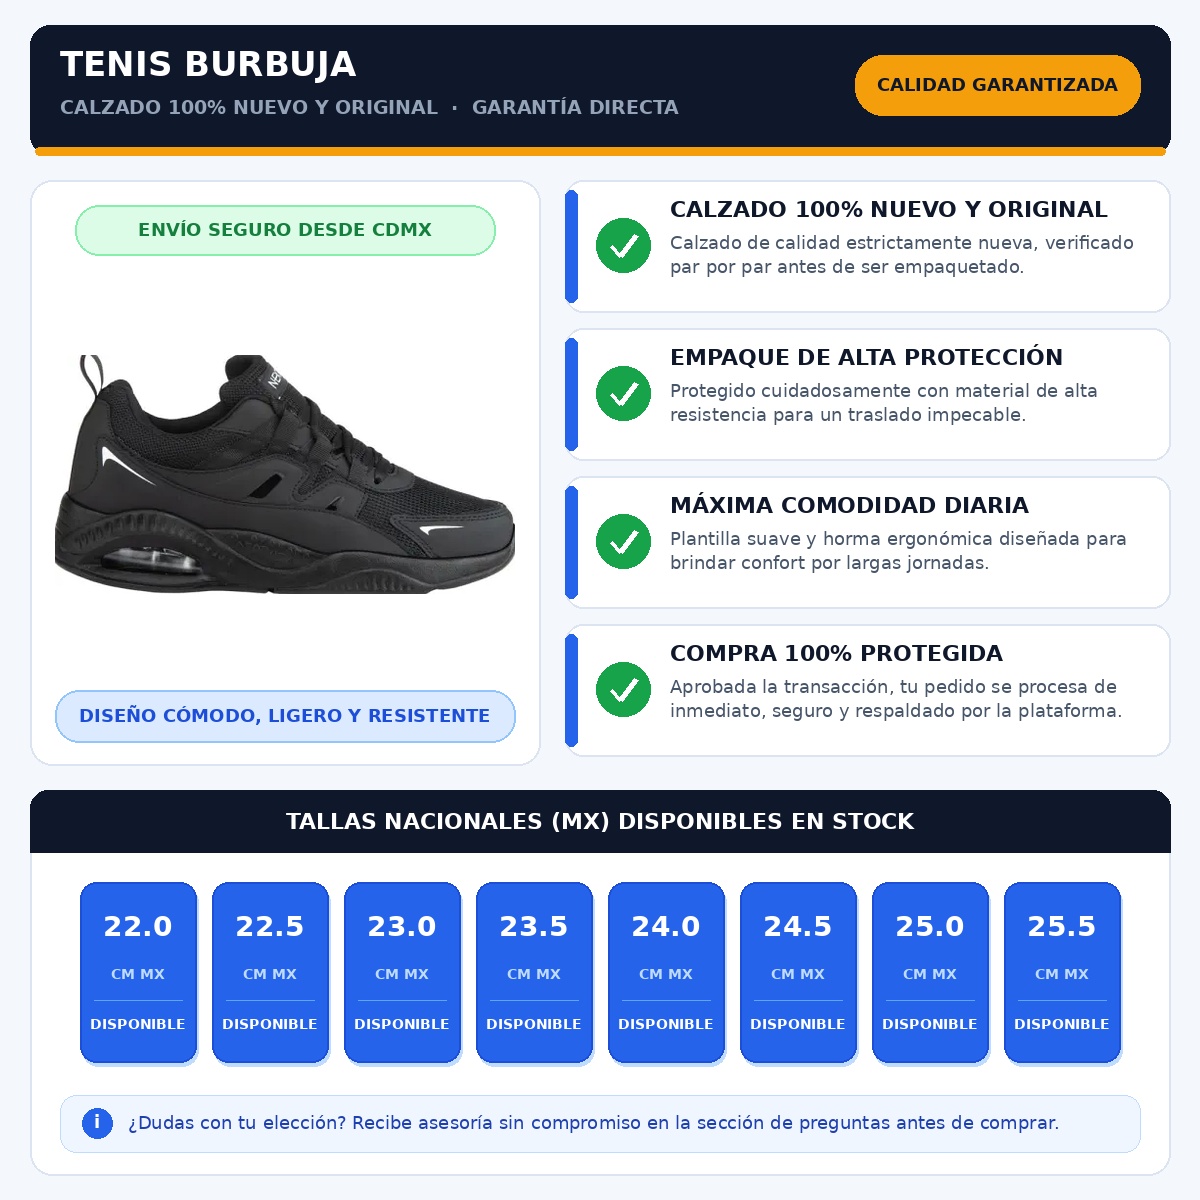 TENIS BURBUJA
CALZADO 100% NUEVO Y ORIGINAL · GARANTÍA DIRECTA
CALIDAD GARANTIZADA
ENVÍO SEGURO DESDE CDMX
DISEÑO CÓMODO, LIGERO Y RESISTENTE
CALZADO 100% NUEVO Y ORIGINAL
Calzado de calidad estrictamente nueva, verificado
par por par antes de ser empaquetado.
EMPAQUE DE ALTA PROTECCIÓN
Protegido cuidadosamente con material de alta
resistencia para un traslado impecable.
MÁXIMA COMODIDAD DIARIA
Plantilla suave y horma ergonómica diseñada para
brindar confort por largas jornadas.
COMPRA 100% PROTEGIDA
Aprobada la transacción, tu pedido se procesa de
inmediato, seguro y respaldado por la plataforma.
TALLAS NACIONALES (MX) DISPONIBLES EN STOCK
22.0 22.5 23.0 23.5 24.0 24.5 25.0 25.5
CM MX CM MX CM MX CM MX CM MX CM MX CM MX CM MX
DISPONIBLE DISPONIBLE DISPONIBLE DISPONIBLE DISPONIBLE DISPONIBLE DISPONIBLE DISPONIBLE
i ¿Dudas con tu elección? Recibe asesoría sin compromiso en la sección de preguntas antes de comprar.